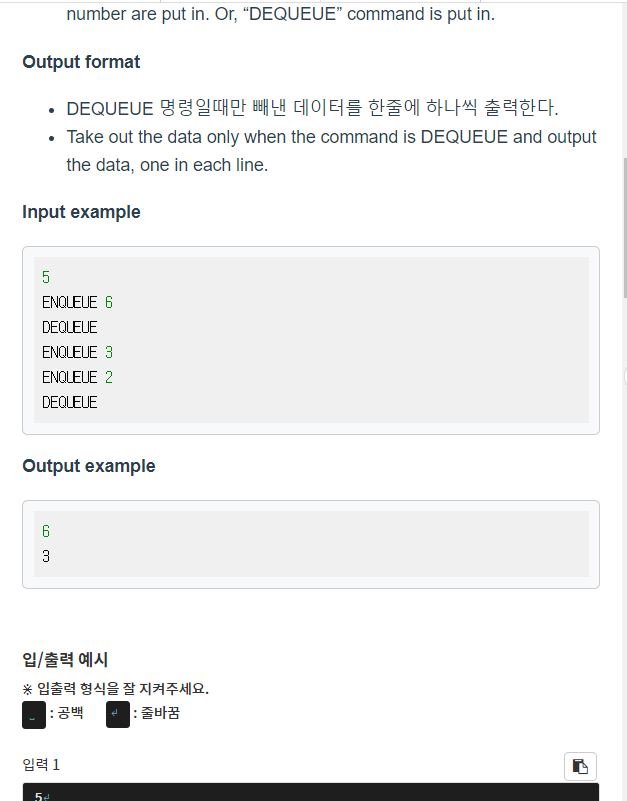 number are put in. Or, “DEQUEUE” command is put in.
Output format
• DEQUEUE 명령일때만 빼낸 데이터를 한줄에 하나씩 출력한다.
• Take out the data only when the command is DEQUEUE and output
the data, one in each line.
Input example
5
ENQUEUE 6
DEQUEUE
ENQUEUE 3
ENQUEUE 2
DEQUEUE
Output example
6
3
입/출력 예시
※ 입출력 형식을 잘 지켜주세요.
␣ : 공백 ↵ : 줄바꿈
입력 1
5↵